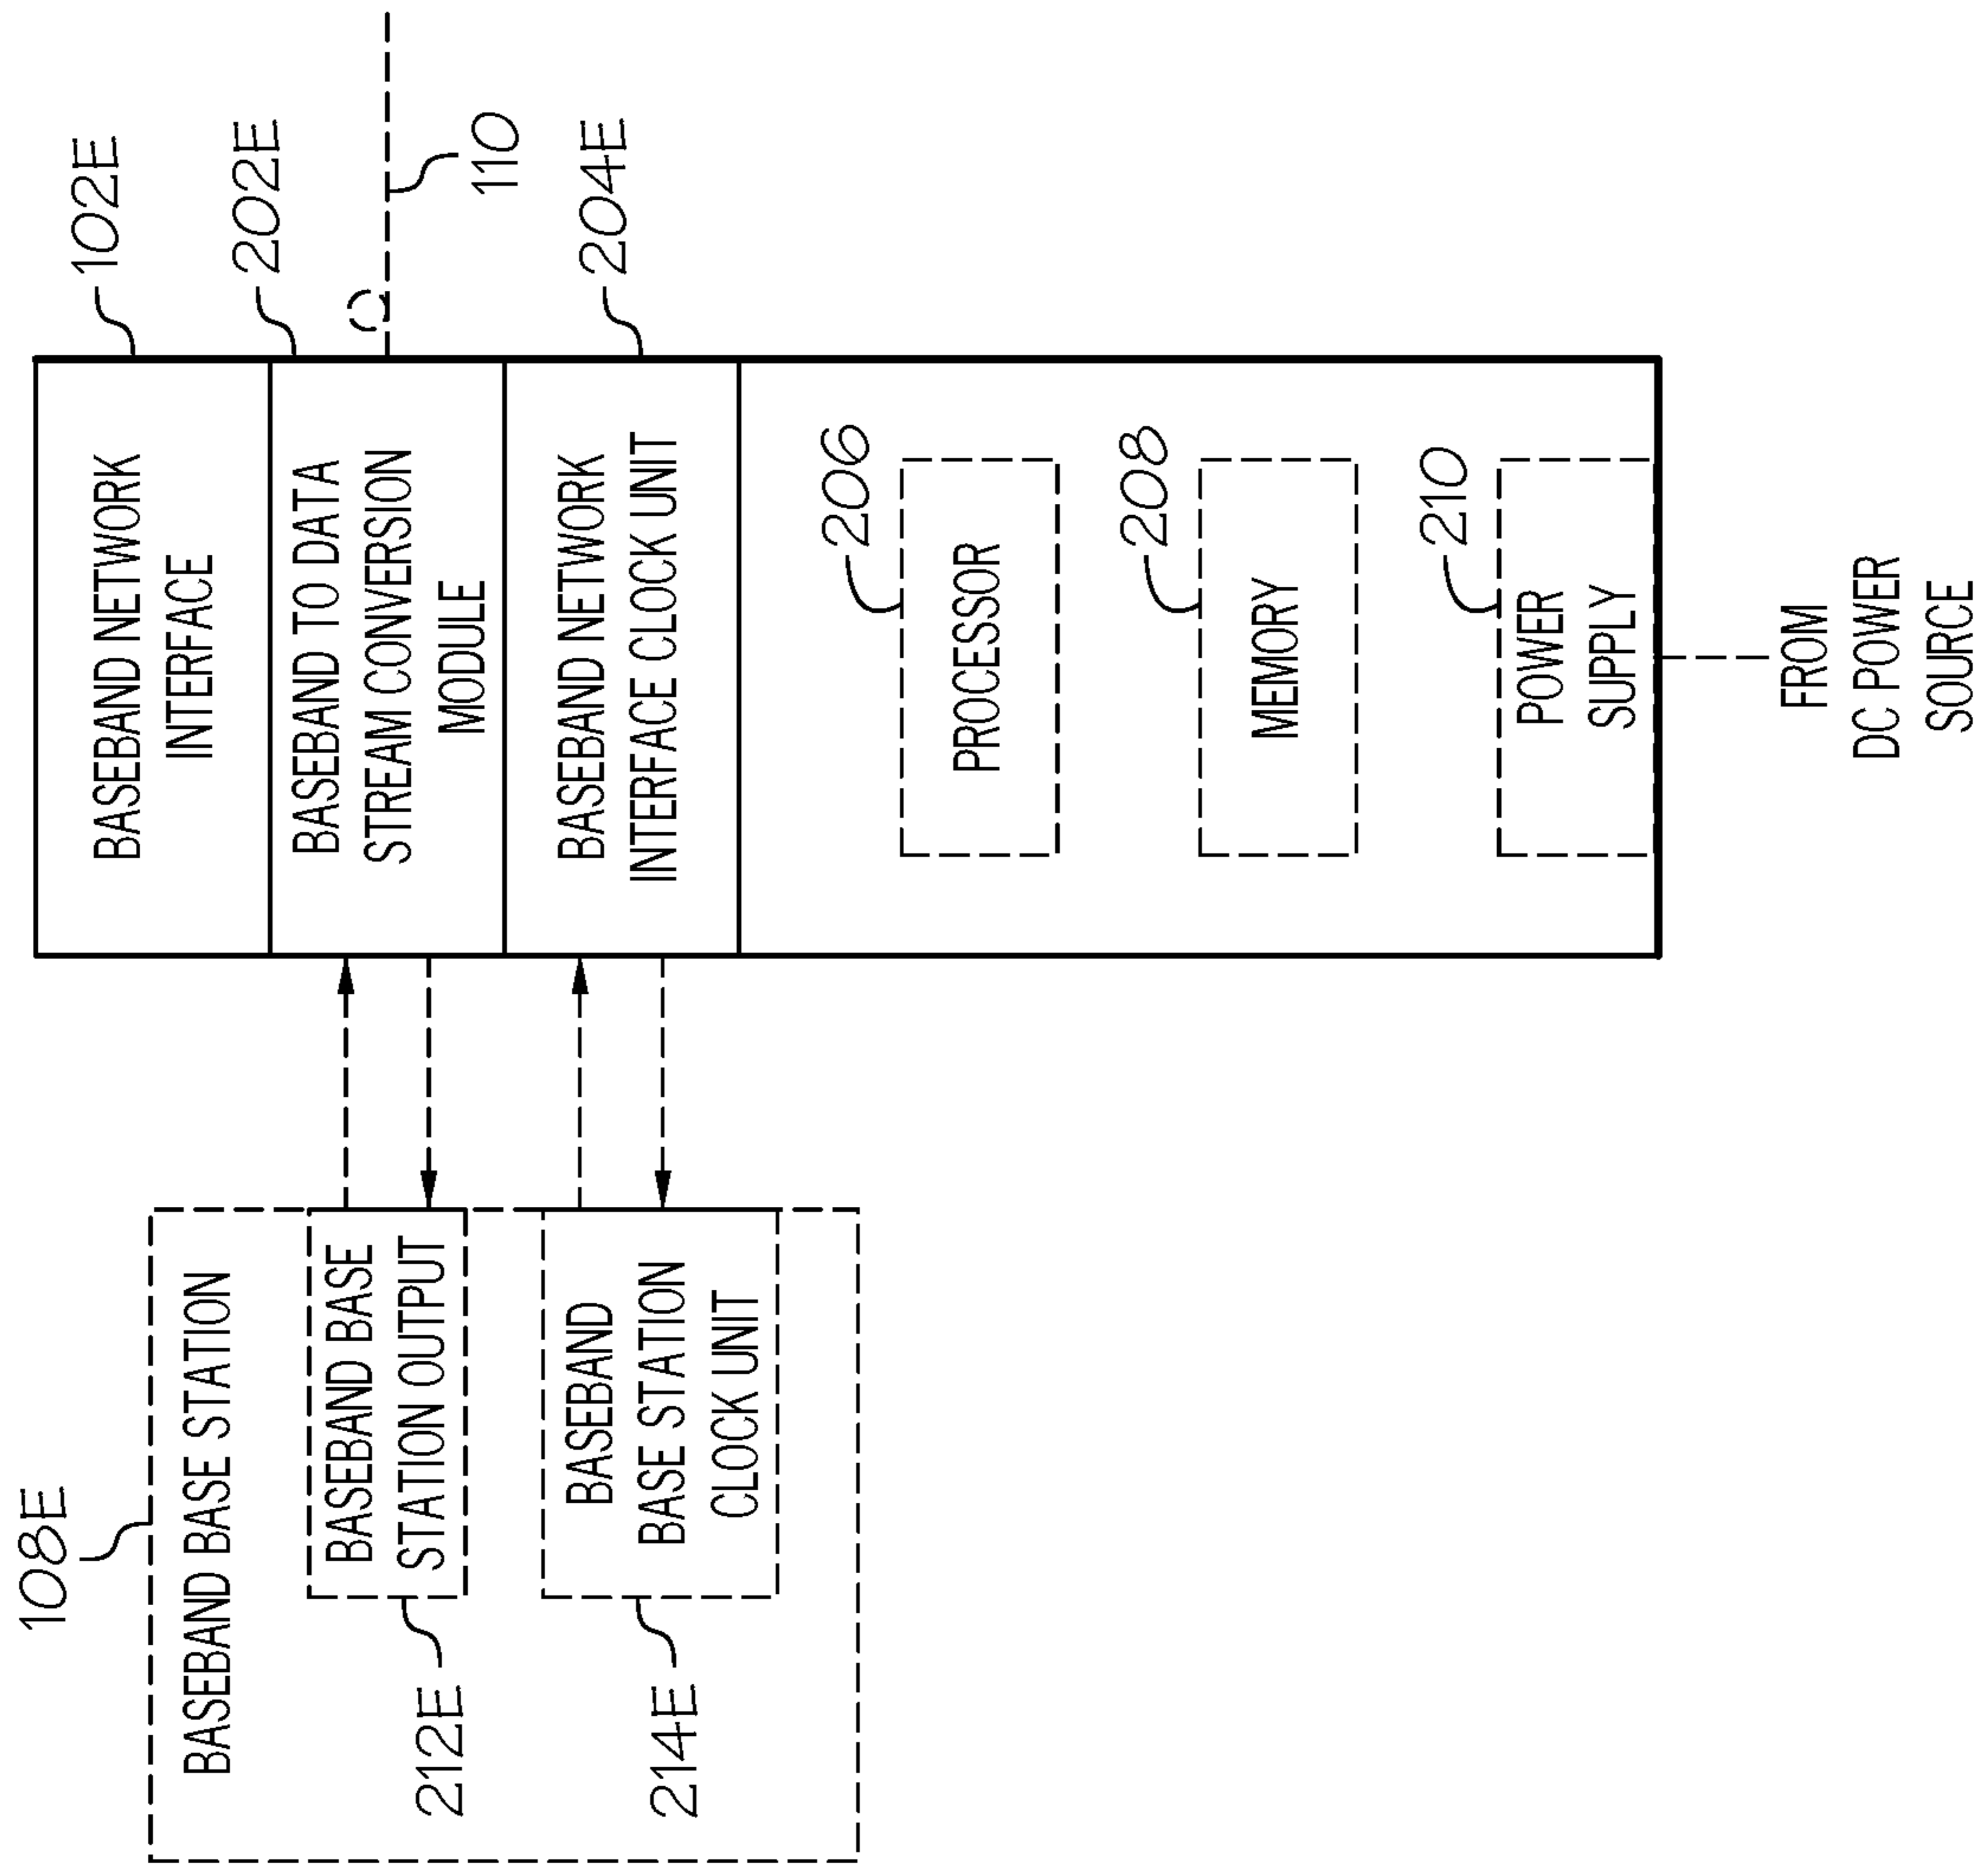 108E
BASEBAND BASE STATION
BASEBAND BASE
STATION OUTPUT
212E
BASEBAND
BASE STATION
CLOCK UNIT
214E
102E
BASEBAND NETWORK
INTERFACE
202E
BASEBAND TO DATA
STREAM CONVERSION
MODULE
110
204E
BASEBAND NETWORK
INTERFACE CLOCK UNIT
206
PROCESSOR
208
MEMORY
210
POWER
SUPPLY
FROM
DC POWER
SOURCE